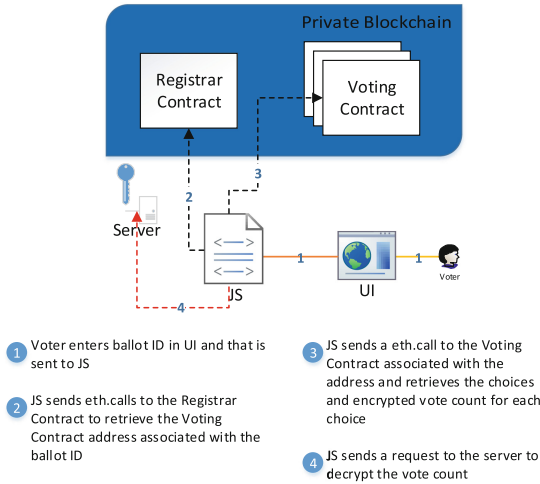 Private Blockchain
Registrar
Contract
Voting
Contract
3
2
Server
1
1
Voter
JS
UI
4
1 Voter enters ballot ID in UI and that is
sent to JS
2 JS sends eth.calls to the Registrar
Contract to retrieve the Voting
Contract address associated with the
ballot ID
3 JS sends a eth.call to the Voting
Contract associated with the
address and retrieves the choices
and encrypted vote count for each
choice
4 JS sends a request to the server to
decrypt the vote count